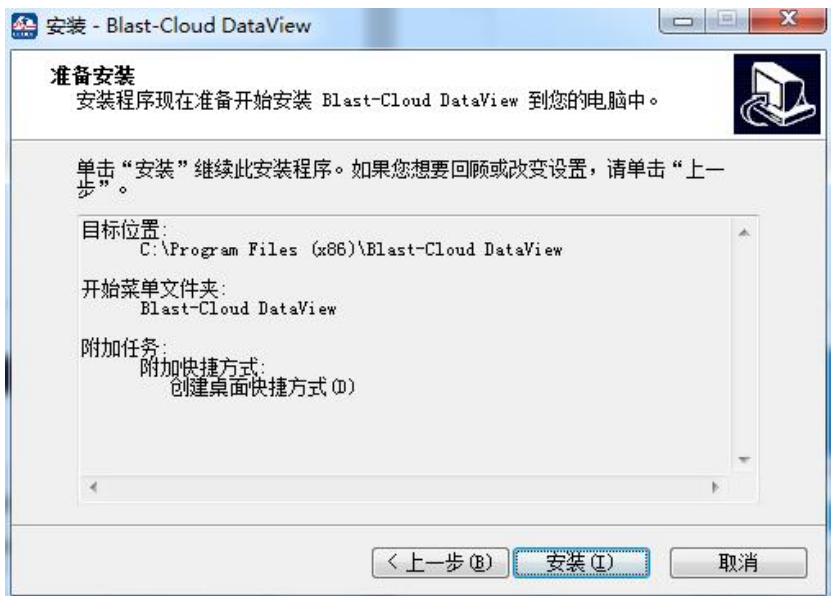 安装 - Blast-Cloud DataView
准备安装
安装程序现在准备开始安装 Blast-Cloud DataView 到您的电脑中。
单击“安装”继续此安装程序。如果您想要回顾或改变设置，请单击“上一
步”。
目标位置:
C:\Program Files (x86)\Blast-Cloud DataView
开始菜单文件夹:
Blast-Cloud DataView
附加任务:
附加快捷方式:
创建桌面快捷方式(D)
< 上一步(B)
安装(I)
取消